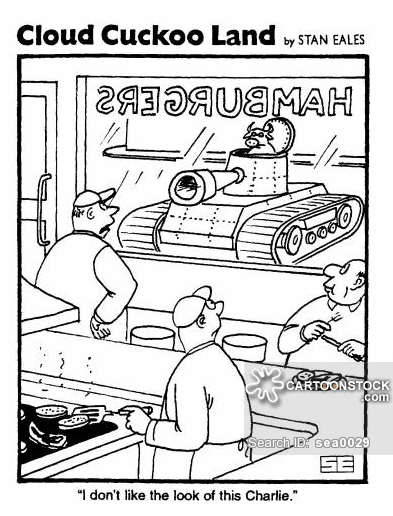 Cloud Cuckoo Land by STAN EALES
HAMBURGERS
CARTOONSTOCK
.com
Search ID: sea0029
SE
"I don't like the look of this Charlie."